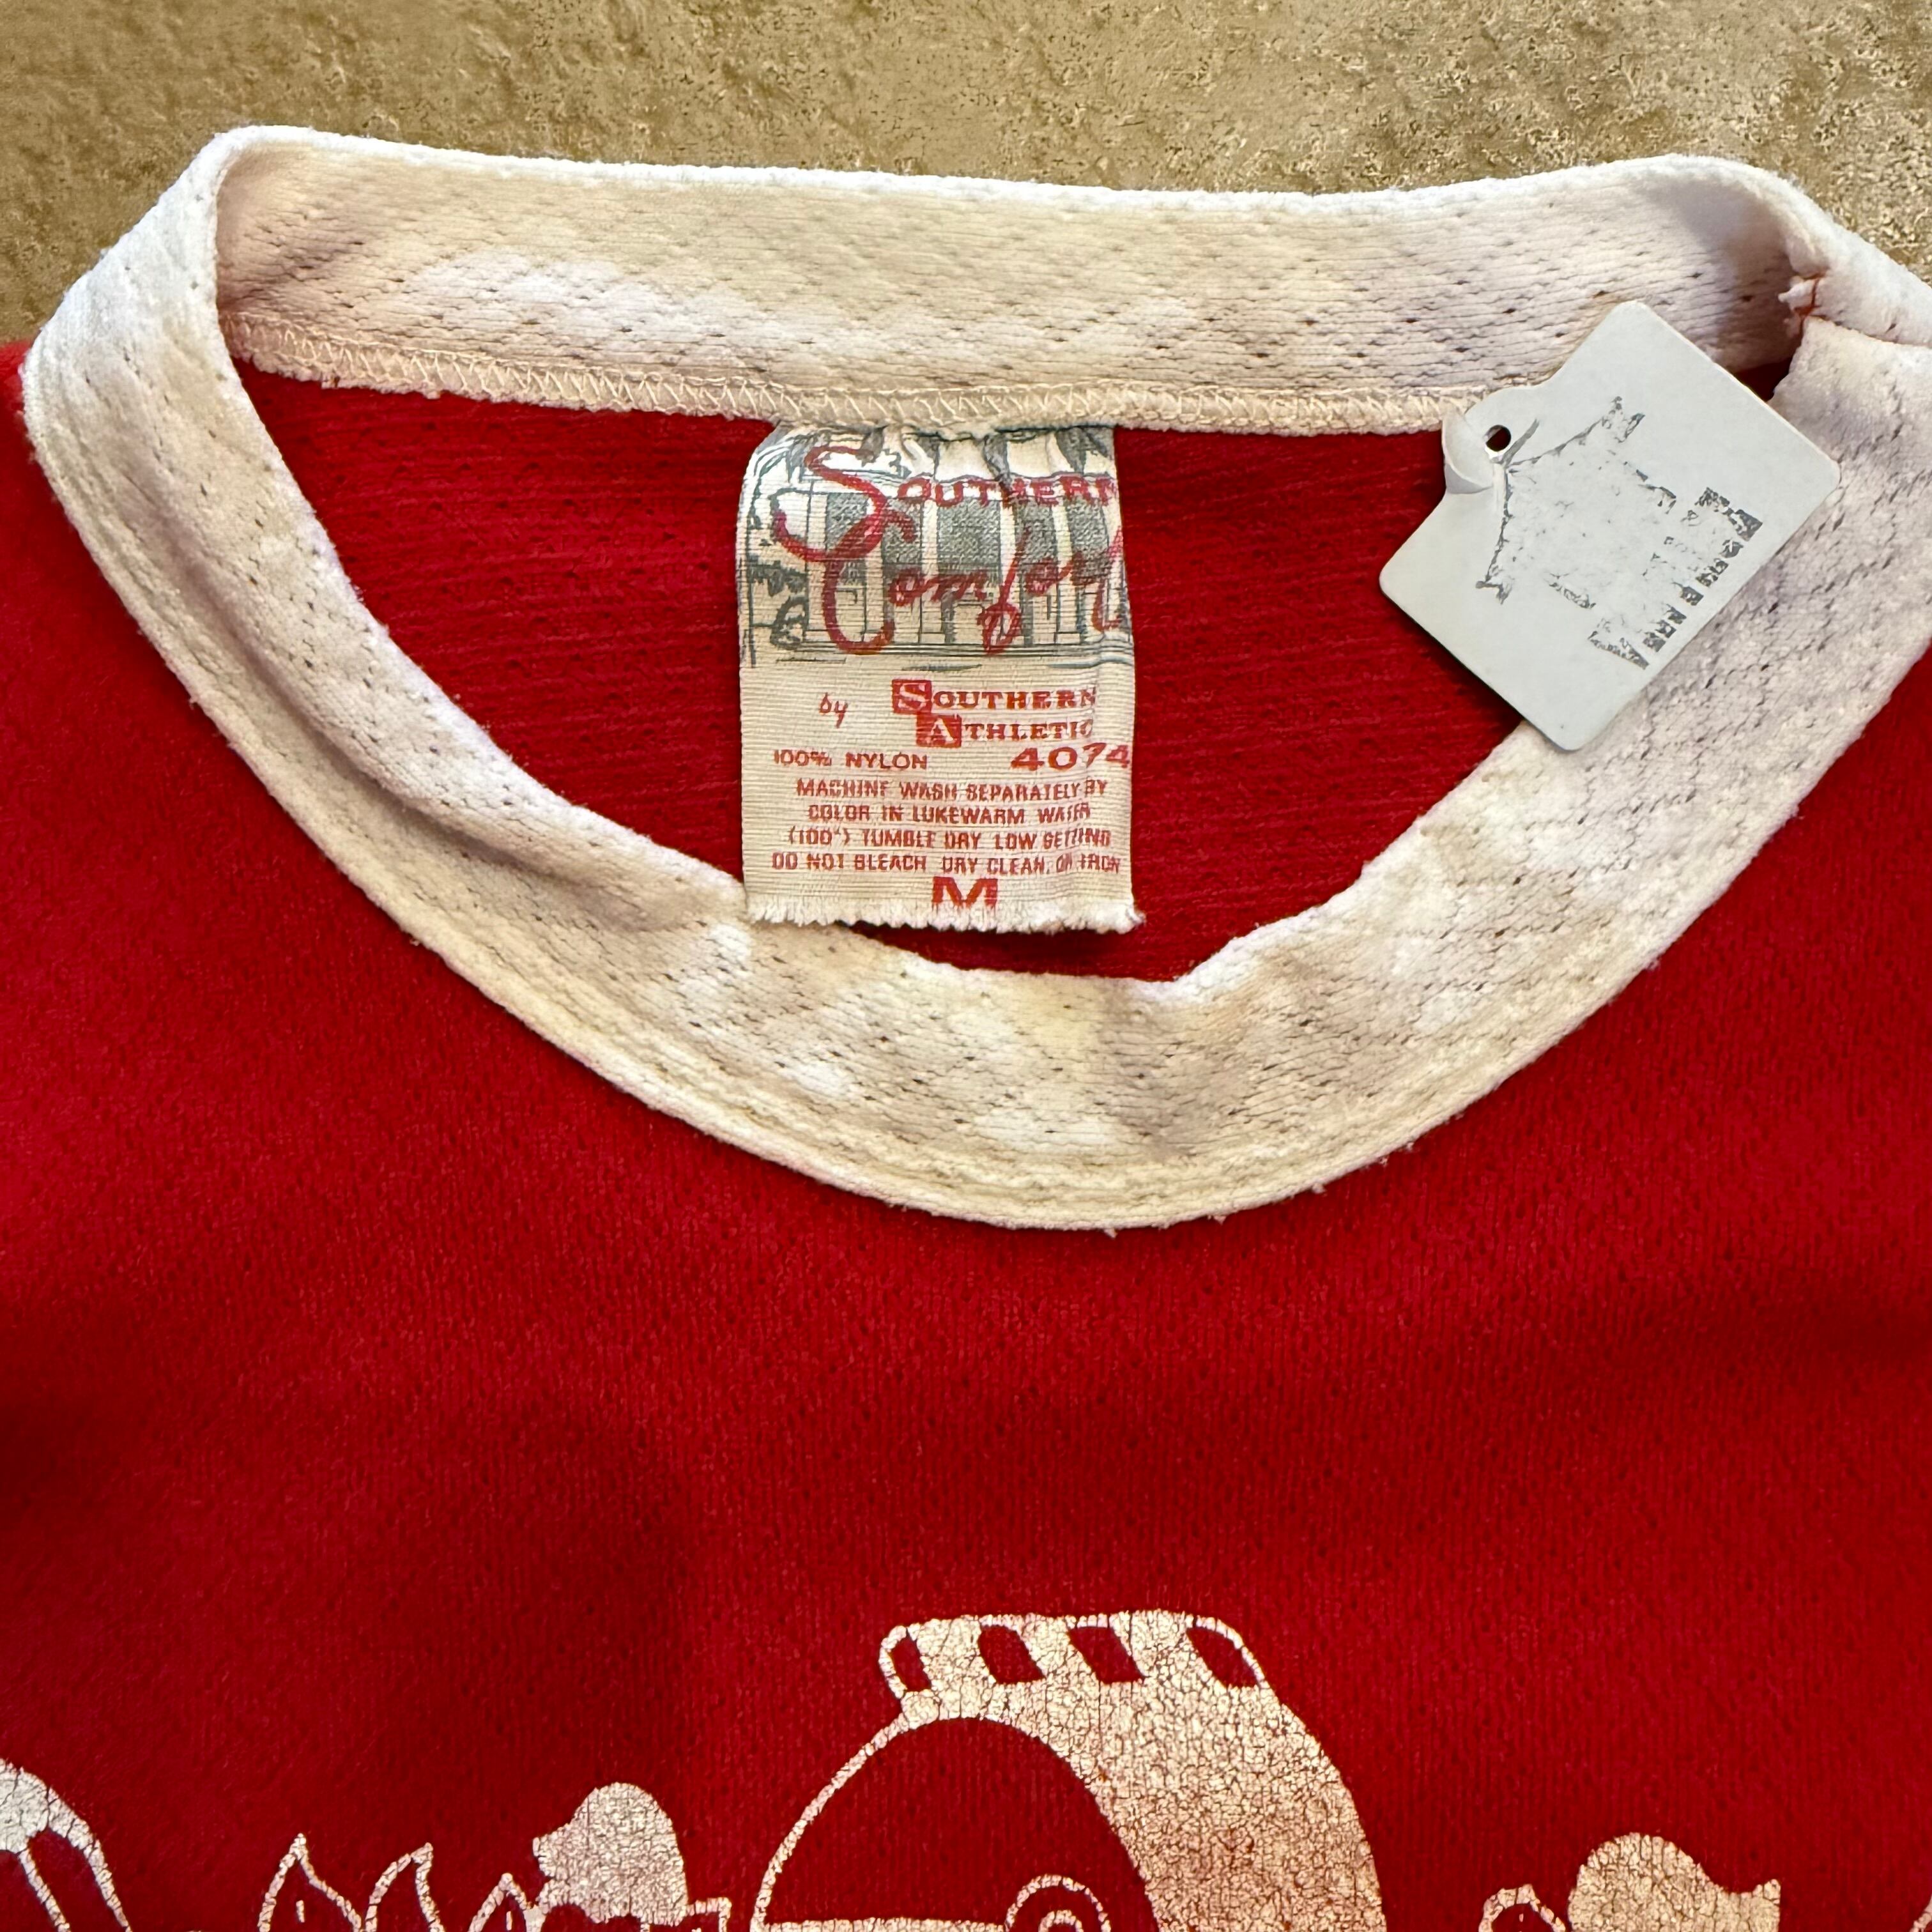 SOUTHERN
Comfort
by SOUTHERN
ATHLETIC
100% NYLON 4074
MACHINE WASH SEPARATELY BY
COLOR IN LUKEWARM WATER
(100°) TUMBLE DRY LOW SETTING
DO NOT BLEACH, DRY CLEAN, OR IRON
M